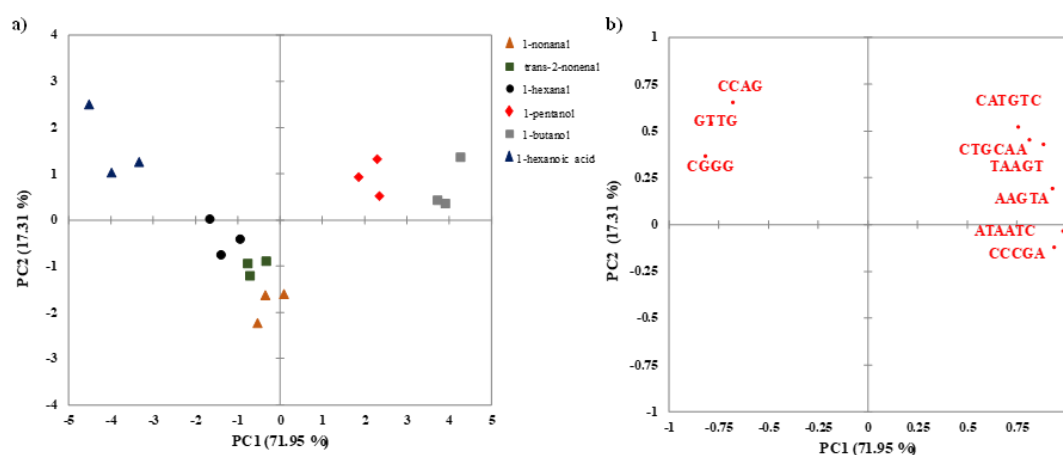 a)
4
3
2
1
0
-1
-2
-3
-4
-5
-4
-3
-2
-1
0
1
2
3
4
5
PC2 (17.31 %)
PC1 (71.95 %)
1-nonanal
trans-2-nonenal
1-hexanal
1-pentanol
1-butanol
1-hexanoic acid
b)
1
0.75
0.5
0.25
0
-0.25
0.5
0.75
-1
-1
-0.75
-0.5
-0.25
0
0.25
0.5
0.75
PC2 (17.31 %)
PC1 (71.95 %)
CCAG
GTTG
CGGG
CATGTC
CTGCAA
TAAGT
AAGTA
ATAATC
CCCGA